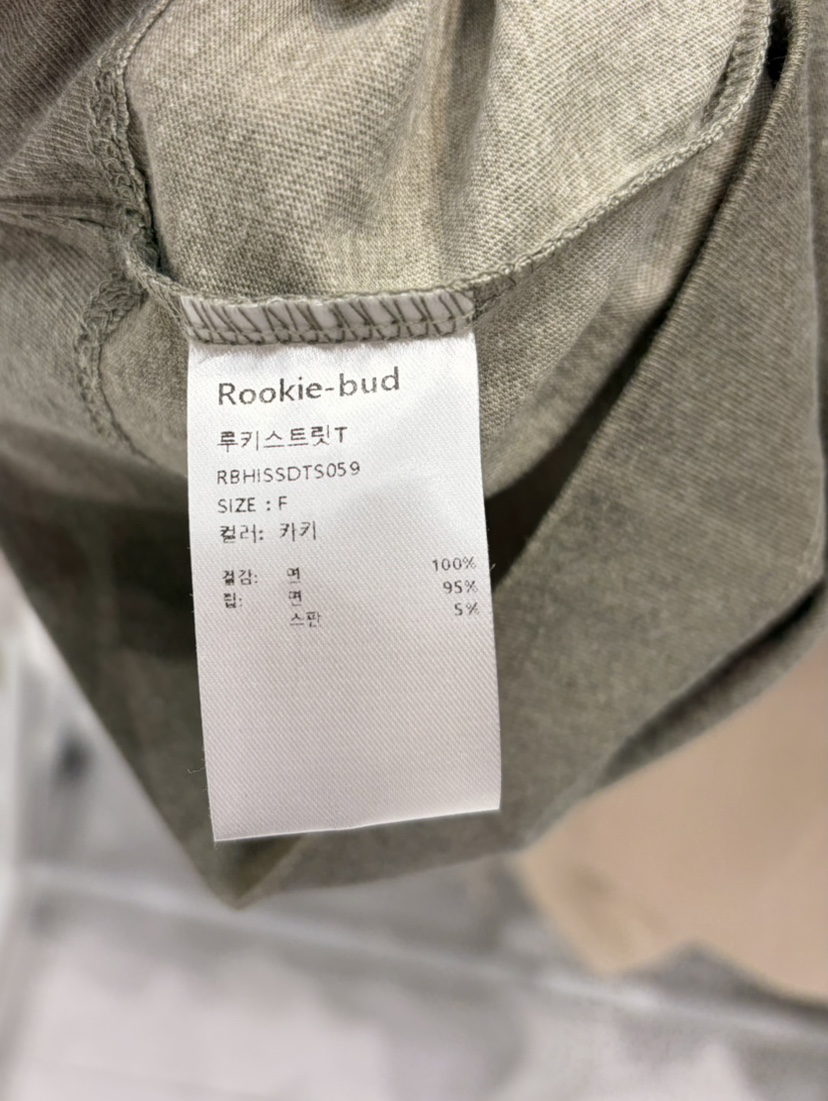 Rookie-bud
루키스트릿T
RBHISSDTS059
SIZE : F
컬러: 카키
겉감: 면 100%
립: 면 95%
스판 5%